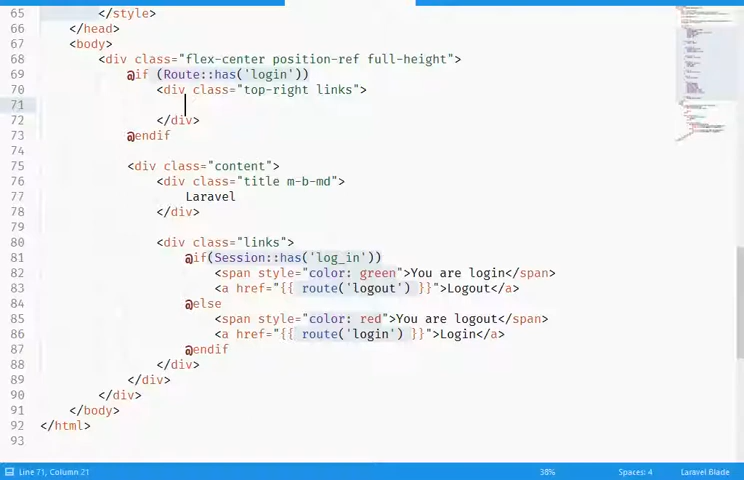 65 </style>
66 </head>
67 <body>
68 <div class="flex-center position-ref full-height">
69 @if (Route::has('login'))
70 <div class="top-right links">
71
72 </div>
73 @endif
74
75 <div class="content">
76 <div class="title m-b-md">
77 Laravel
78 </div>
79
80 <div class="links">
81 @if(Session::has('log_in'))
82 <span style="color: green">You are login</span>
83 <a href="{{ route('logout') }}">Logout</a>
84 @else
85 <span style="color: red">You are logout</span>
86 <a href="{{ route('login') }}">Login</a>
87 @endif
88 </div>
89 </div>
90 </div>
91 </body>
92 </html>
93
Line 71, Column 21 38% Spaces: 4 Laravel Blade